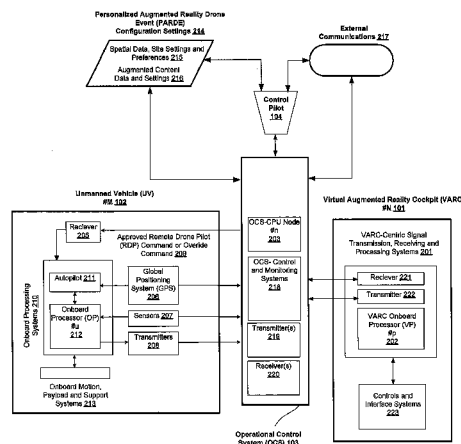 Personalized Augmented Reality Drone
Event (PARDE)
Configuration Settings 214
Spatial Data, Site Settings and
Preferences 215
Augmented Content
Data and Settings 216
External
Communications 217
Control
Pilot
104
Unmanned Vehicle (UV)
#M 102
Reciever
205
Approved Remote Drone Pilot
(RDP) Command or Overide
Command 209
Onboard Processing
Systems 210
Autopilot 211
Onboard
Processor (OP)
#u
212
Global
Positioning
System (GPS)
206
Sensors 207
Transmitters
208
Onboard Motion,
Payload and Support
Systems 213
OCS-CPU Node
#n
203
OCS- Control
and Monitoring
Systems
218
Transmitter(s)
219
Receiver(s)
220
Operational Control
System (OCS) 103
Virtual Augmented Reality Cockpit (VARC)
#N 101
VARC-Centric Signal
Transmission, Receiving and
Processing Systems 201
Reciever 221
Transmitter 222
VARC Onboard
Processor (VP)
#p
202
Controls and
Interface Systems
223